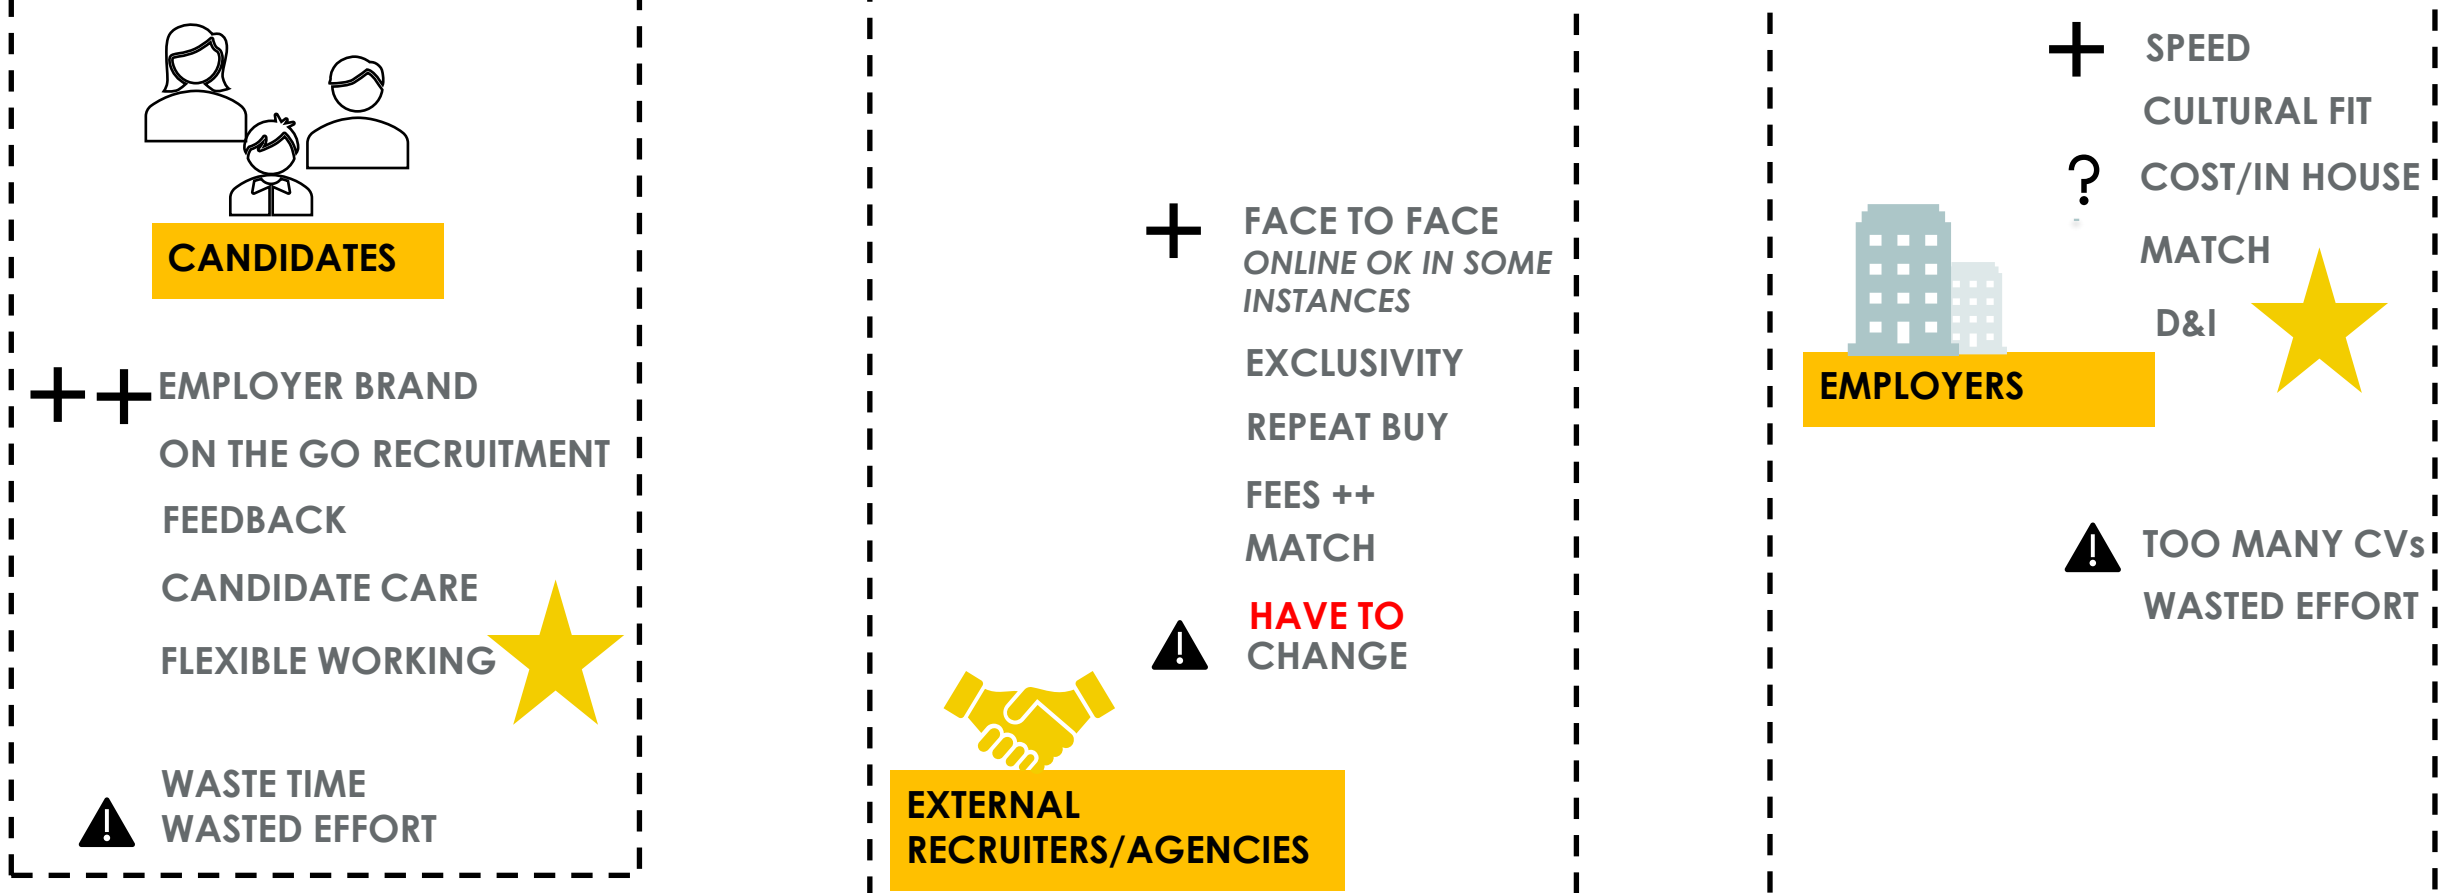 CANDIDATES
EMPLOYER BRAND
ON THE GO RECRUITMENT
FEEDBACK
CANDIDATE CARE
FLEXIBLE WORKING
WASTE TIME
WASTED EFFORT
FACE TO FACE
ONLINE OK IN SOME
INSTANCES
EXCLUSIVITY
REPEAT BUY
FEES ++
MATCH
HAVE TO
CHANGE
EXTERNAL
RECRUITERS/AGENCIES
SPEED
CULTURAL FIT
? COST/IN HOUSE
MATCH
D&I
EMPLOYERS
TOO MANY CVs
WASTED EFFORT